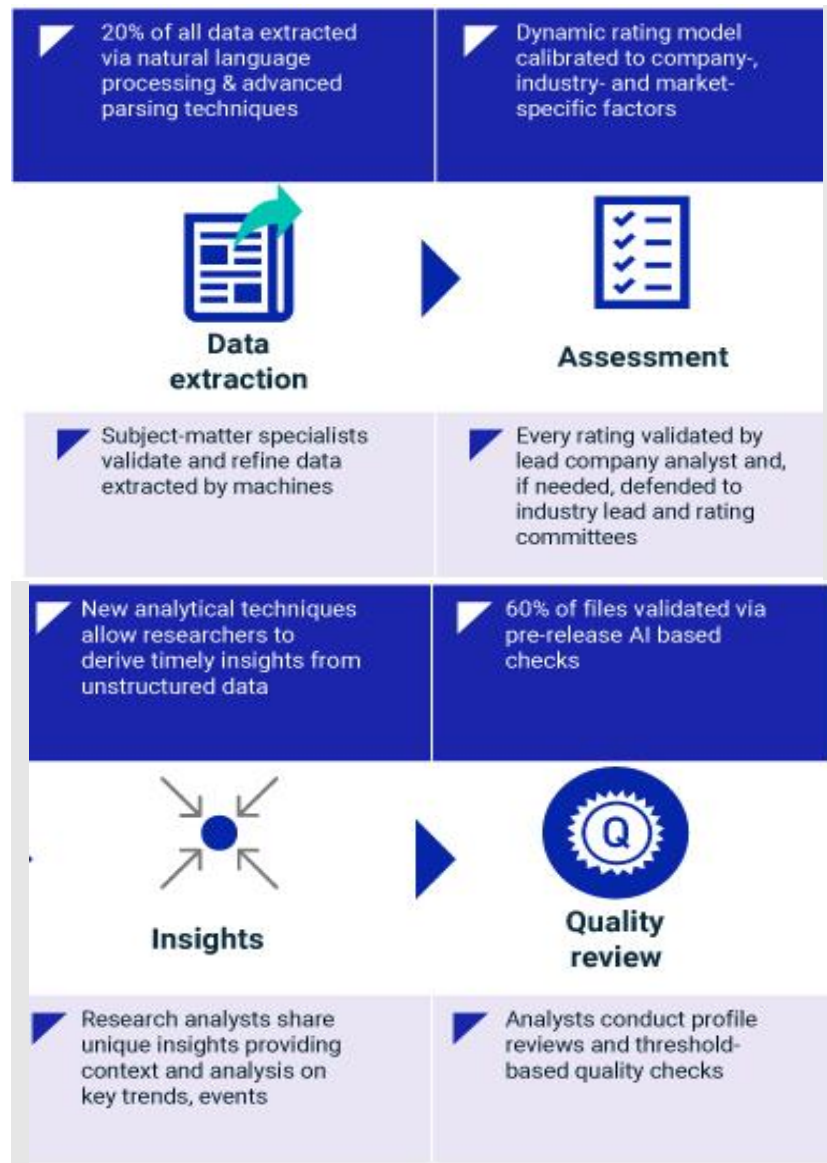 20% of all data extracted
via natural language
processing & advanced
parsing techniques
Dynamic rating model
calibrated to company-,
industry- and market-
specific factors
Data
extraction
Assessment
Subject-matter specialists
validate and refine data
extracted by machines
Every rating validated by
lead company analyst and,
if needed, defended to
industry lead and rating
committees
New analytical techniques
allow researchers to
derive timely insights from
unstructured data
60% of files validated via
pre-release AI based
checks
Q
Insights
Quality
review
Research analysts share
unique insights providing
context and analysis on
key trends, events
Analysts conduct profile
reviews and threshold-
based quality checks